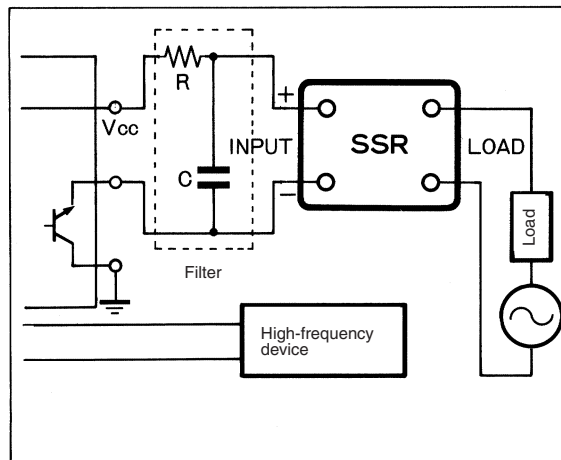 R
+
Vcc
INPUT
SSR
LOAD
C
−
Load
Filter
High-frequency
device